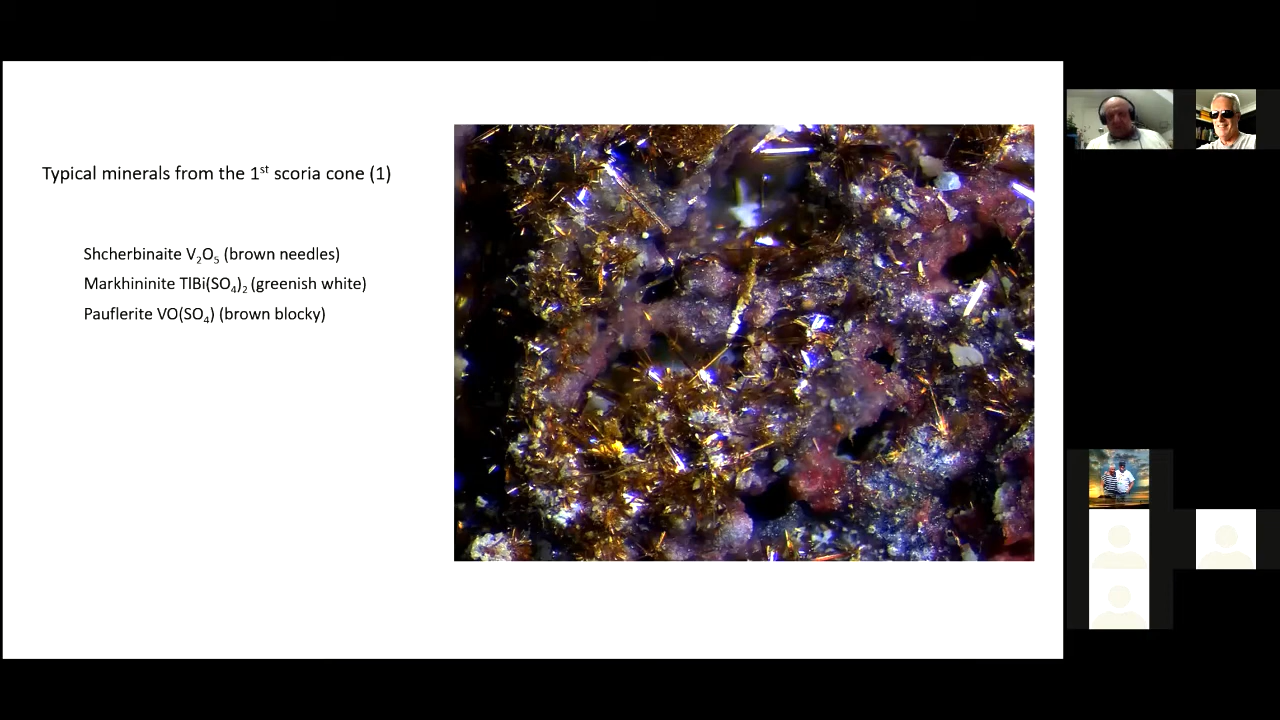 Typical minerals from the 1st scoria cone (1)
Shcherbinaite V2O5 (brown needles)
Markhininite TlBi(SO4)2 (greenish white)
Pauflerite VO(SO4) (brown blocky)